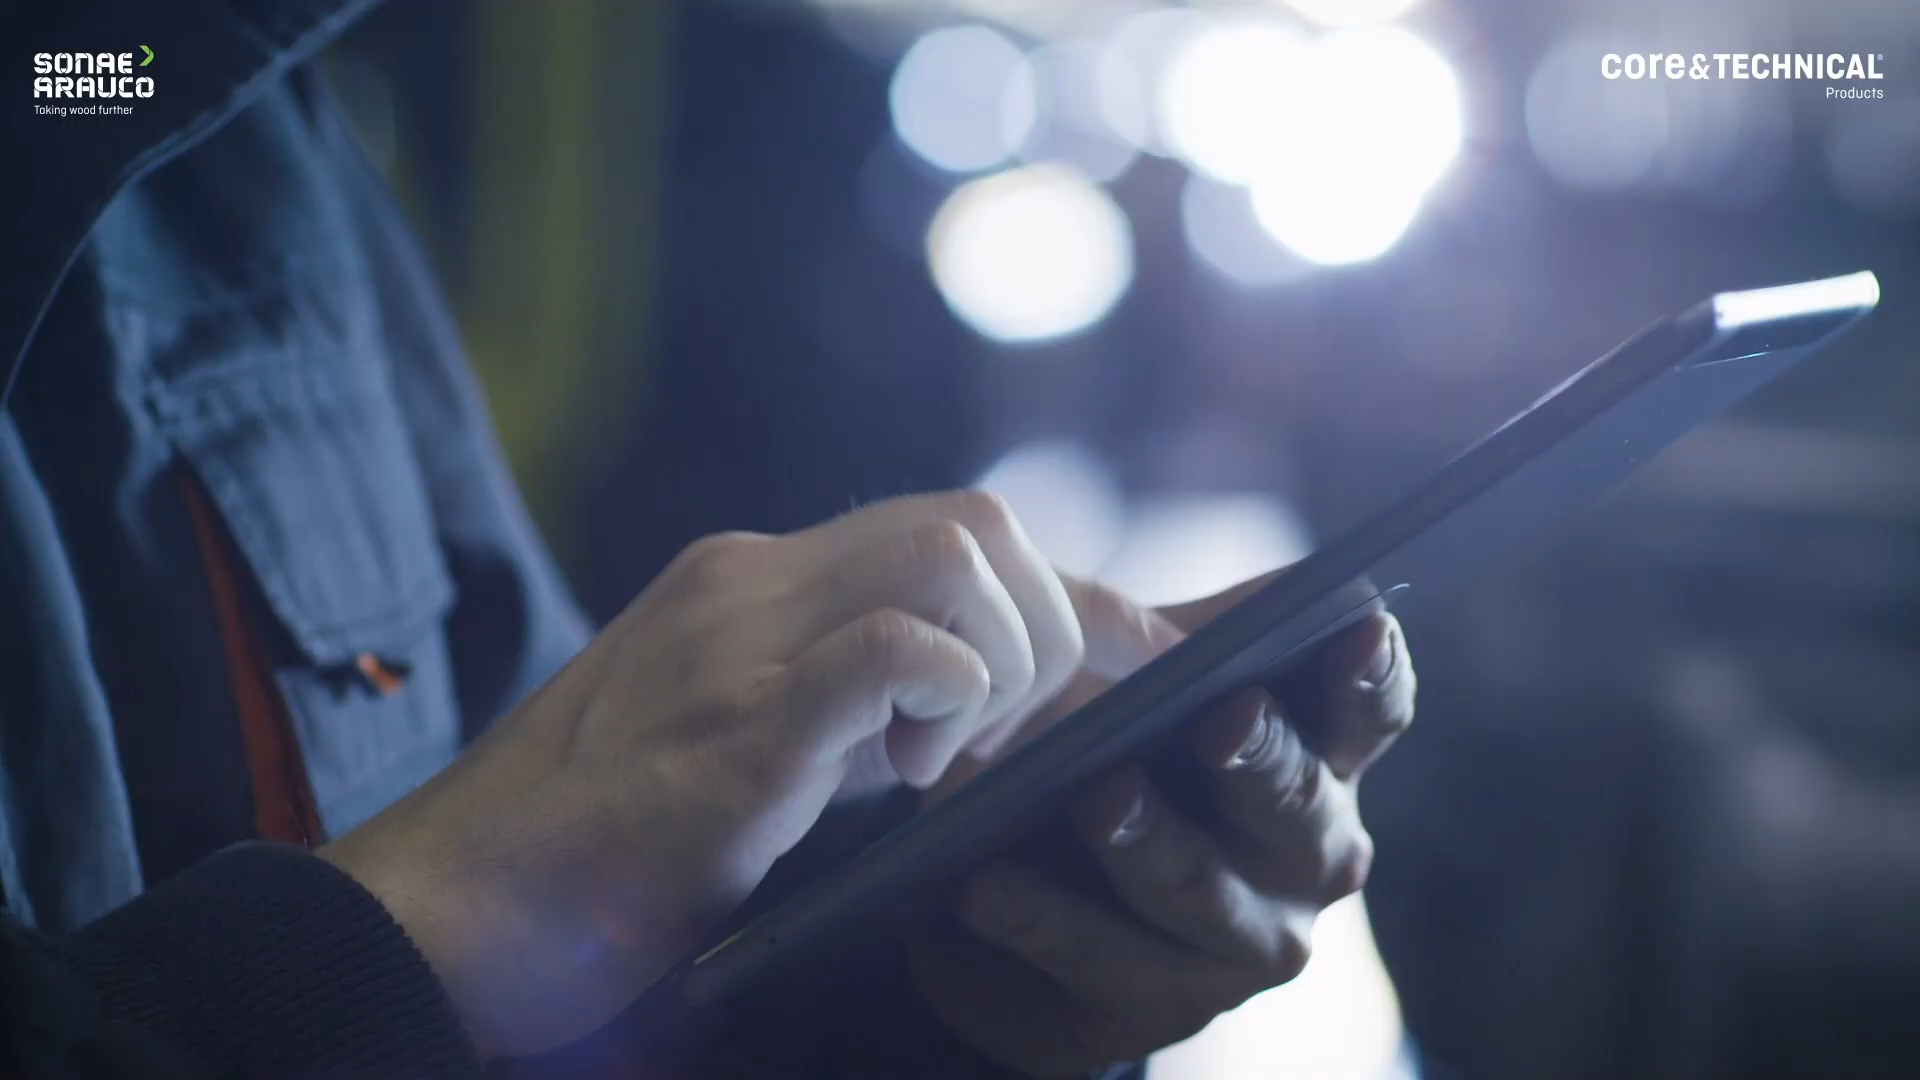 SONAE
ARAUCO
Taking wood further
core&TECHNICAL®
Products